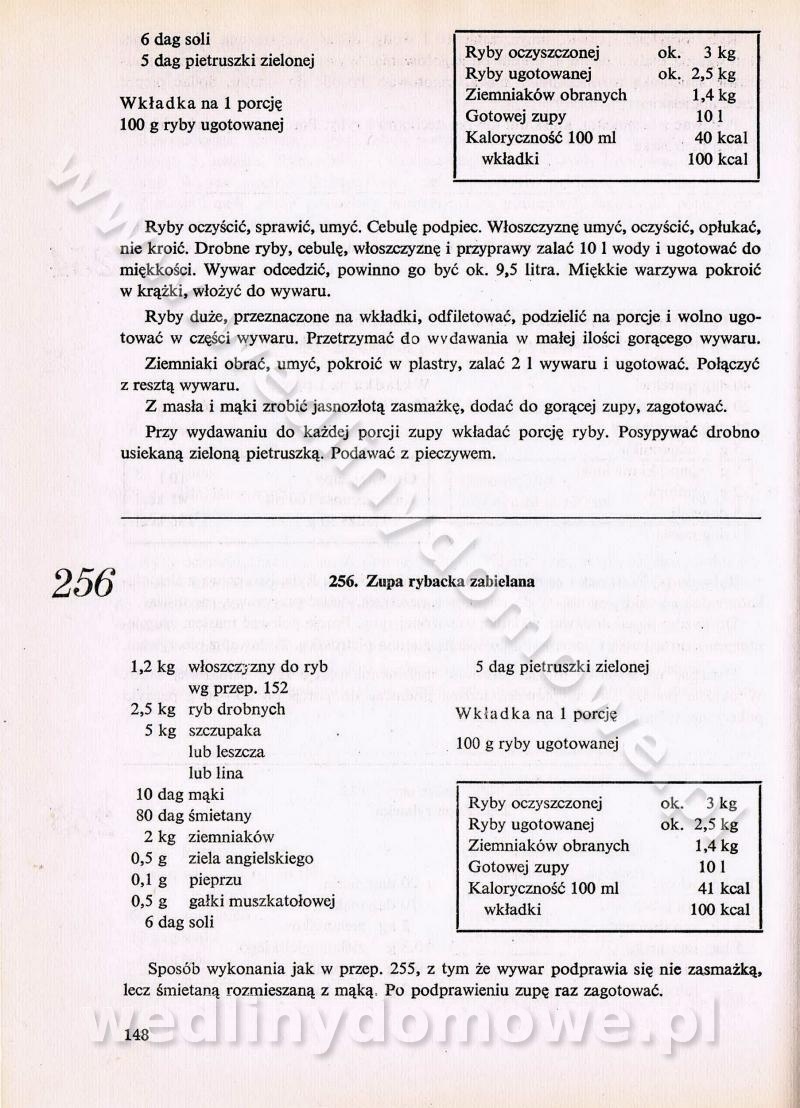 6 dag soli
5 dag pietruszki zielonej
Wkładka na 1 porcję
100 g ryby ugotowanej
Ryby oczyszczonej ok. 3 kg
Ryby ugotowanej ok. 2,5 kg
Ziemniaków obranych 1,4 kg
Gotowej zupy 10 l
Kaloryczność 100 ml 40 kcal
wkładki 100 kcal
Ryby oczyścić, sprawić, umyć. Cebulę podpiec. Włoszczyznę umyć, oczyścić, opłukać,
nie kroić. Drobne ryby, cebulę, włoszczyznę i przyprawy zalać 10 l wody i ugotować do
miękkości. Wywar odcedzić, powinno go być ok. 9,5 litra. Miękkie warzywa pokroić
w krążki, włożyć do wywaru.
Ryby duże, przeznaczone na wkładki, odfiletować, podzielić na porcje i wolno ugo-
tować w części wywaru. Przetrzymać do wydawania w małej ilości gorącego wywaru.
Ziemniaki obrać, umyć, pokroić w plastry, zalać 2 l wywaru i ugotować. Połączyć
z resztą wywaru.
Z masła i mąki zrobić jasnozłotą zasmażkę, dodać do gorącej zupy, zagotować.
Przy wydawaniu do każdej porcji zupy wkładać porcję ryby. Posypywać drobno
usiekaną zieloną pietruszką. Podawać z pieczywem.
256
256. Zupa rybacka zabielana
1,2 kg włoszczyzny do ryb
wg przep. 152
2,5 kg ryb drobnych
5 kg szczupaka
lub leszcza
lub lina
10 dag mąki
80 dag śmietany
2 kg ziemniaków
0,5 g ziela angielskiego
0,1 g pieprzu
0,5 g gałki muszkatołowej
6 dag soli
5 dag pietruszki zielonej
Wkładka na 1 porcję
100 g ryby ugotowanej
Ryby oczyszczonej ok. 3 kg
Ryby ugotowanej ok. 2,5 kg
Ziemniaków obranych 1,4 kg
Gotowej zupy 10 l
Kaloryczność 100 ml 41 kcal
wkładki 100 kcal
Sposób wykonania jak w przep. 255, z tym że wywar podprawia się nie zasmażką,
lecz śmietaną rozmieszaną z mąką. Po podprawieniu zupę raz zagotować.
148
www.wedlinydomowe.pl
wedlinydomowe.pl